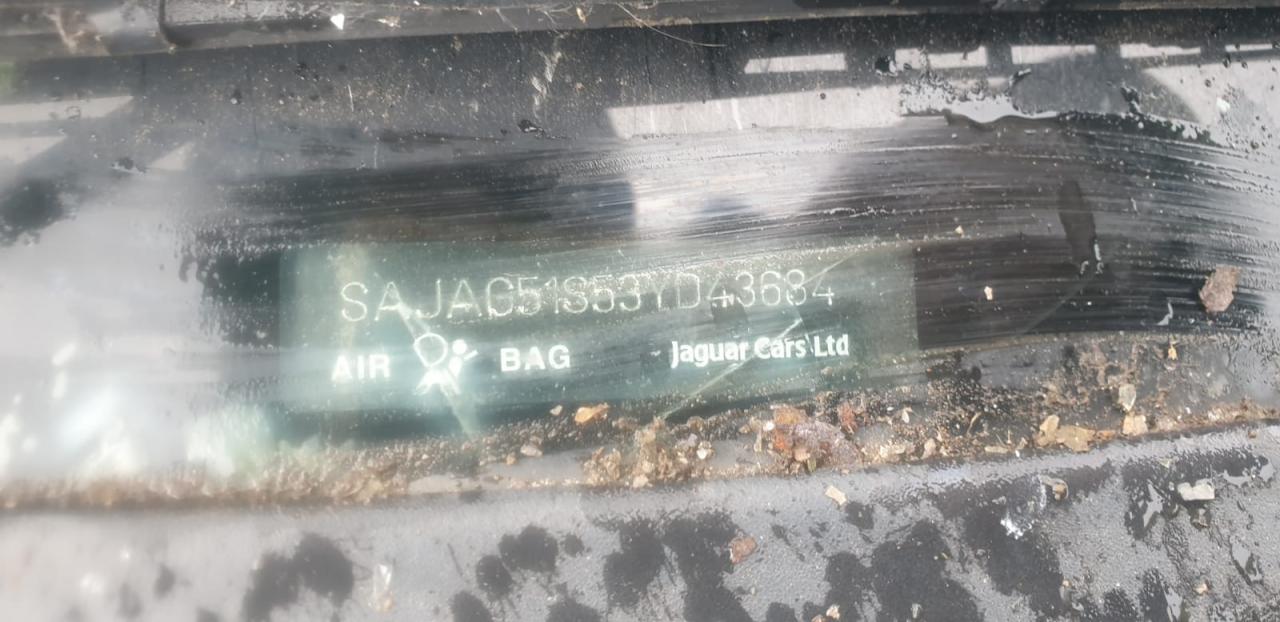 SAJAC51S53YD43684
AIR BAG Jaguar Cars Ltd